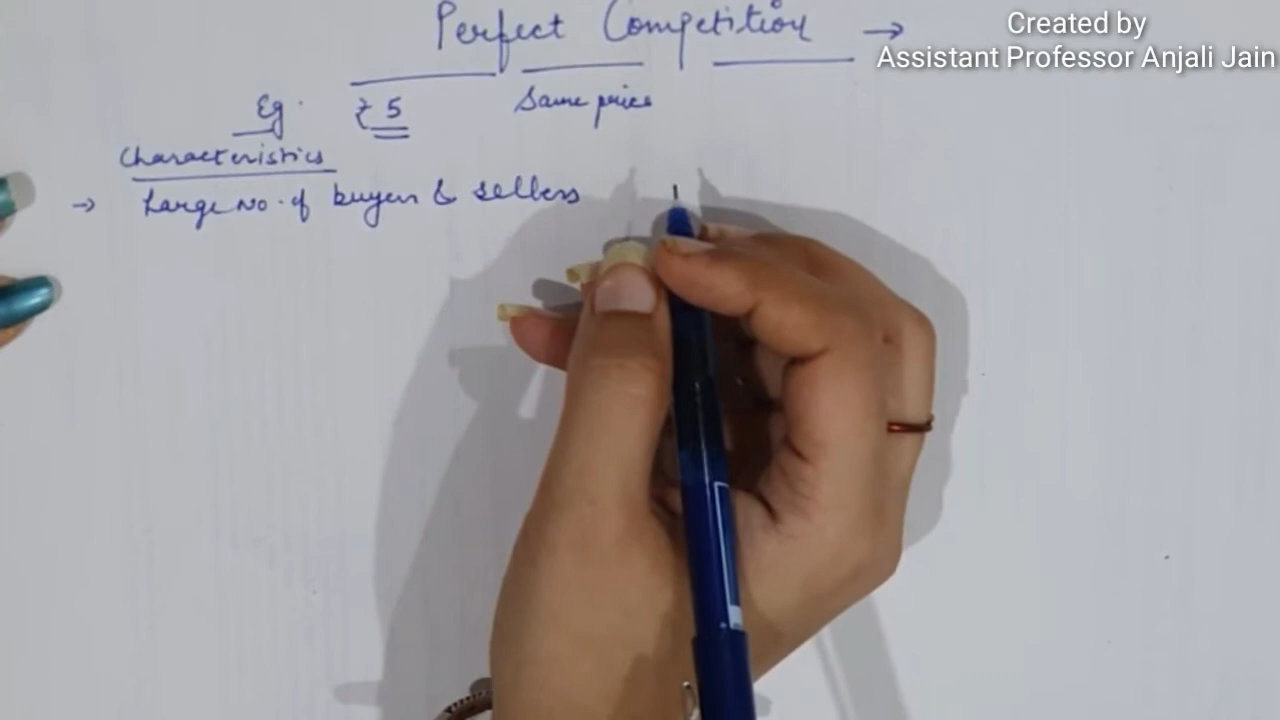 Perfect Competition →
Created by
Assistant Professor Anjali Jain
Eg. ₹ 5 Same price
Characteristics
→ Large No. of buyers & sellers